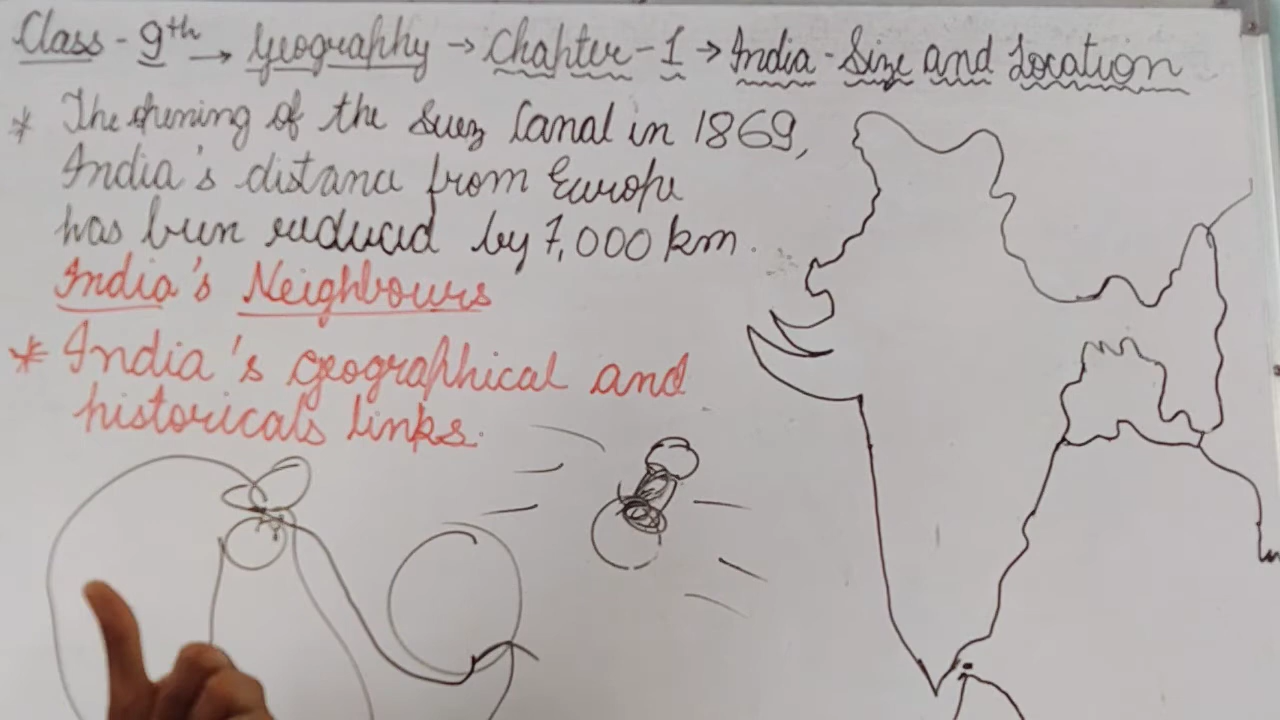 Class - 9th → Geography → Chapter - 1 → India - Size and Location
* The opening of the Suez Canal in 1869,
India's distance from Europe
has been reduced by 7,000 km.
India's Neighbours
* India's geographical and
historicals links.